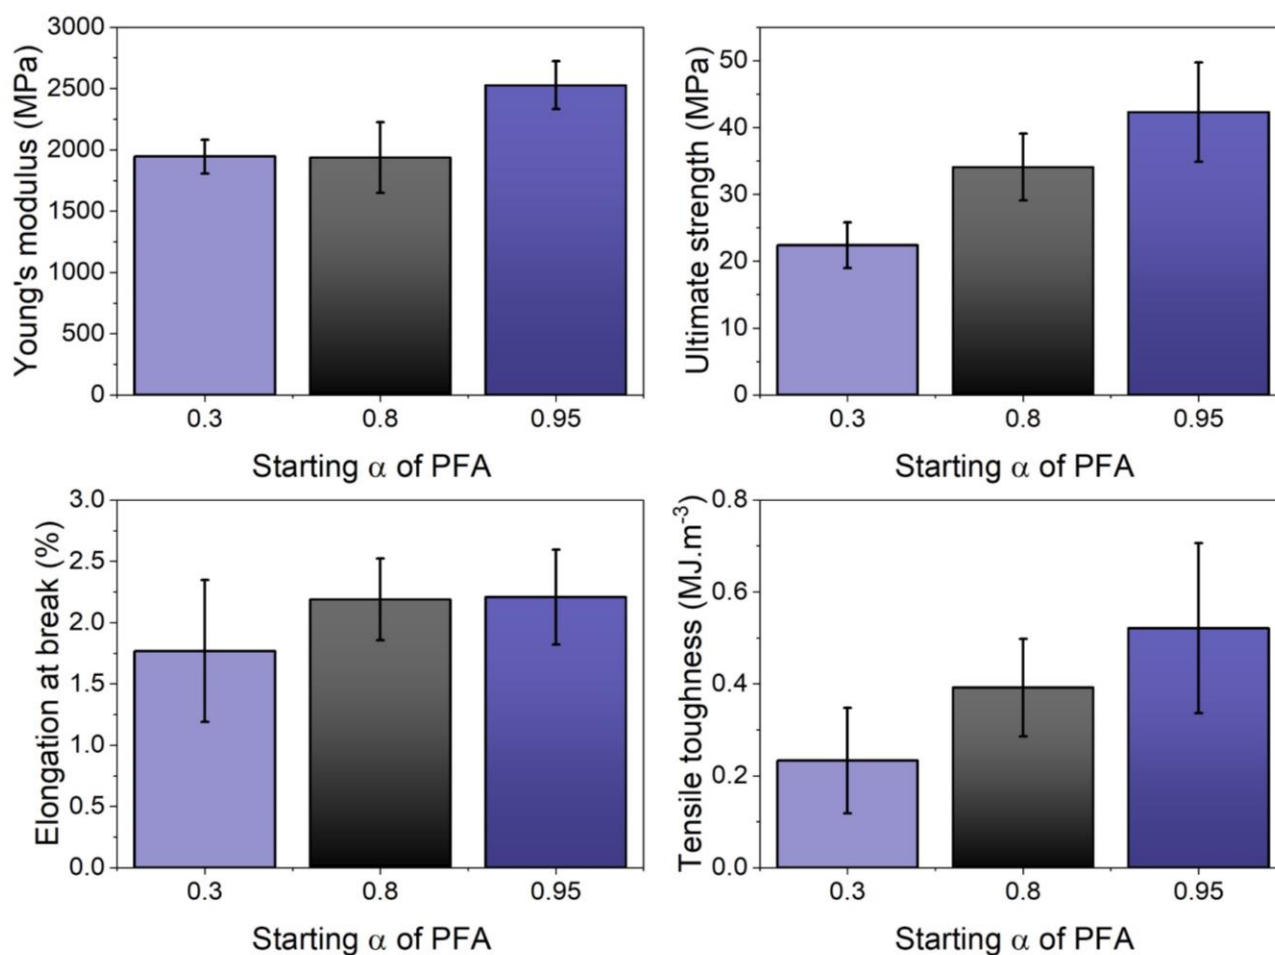 Young's modulus (MPa)
3000
2500
2000
1500
1000
500
0
0.3 0.8 0.95
Starting α of PFA
Ultimate strength (MPa)
50
40
30
20
10
0
0.3 0.8 0.95
Starting α of PFA
Elongation at break (%)
3.0
2.5
2.0
1.5
1.0
0.5
0.0
0.3 0.8 0.95
Starting α of PFA
Tensile toughness (MJ.m⁻³)
0.8
0.6
0.4
0.2
0.0
0.3 0.8 0.95
Starting α of PFA